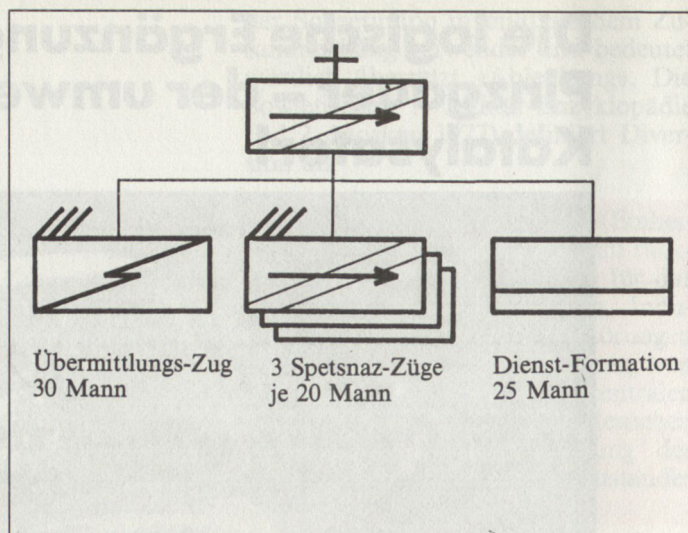 Übermittlungs-Zug
30 Mann
3 Spetsnaz-Züge
je 20 Mann
Dienst-Formation
25 Mann